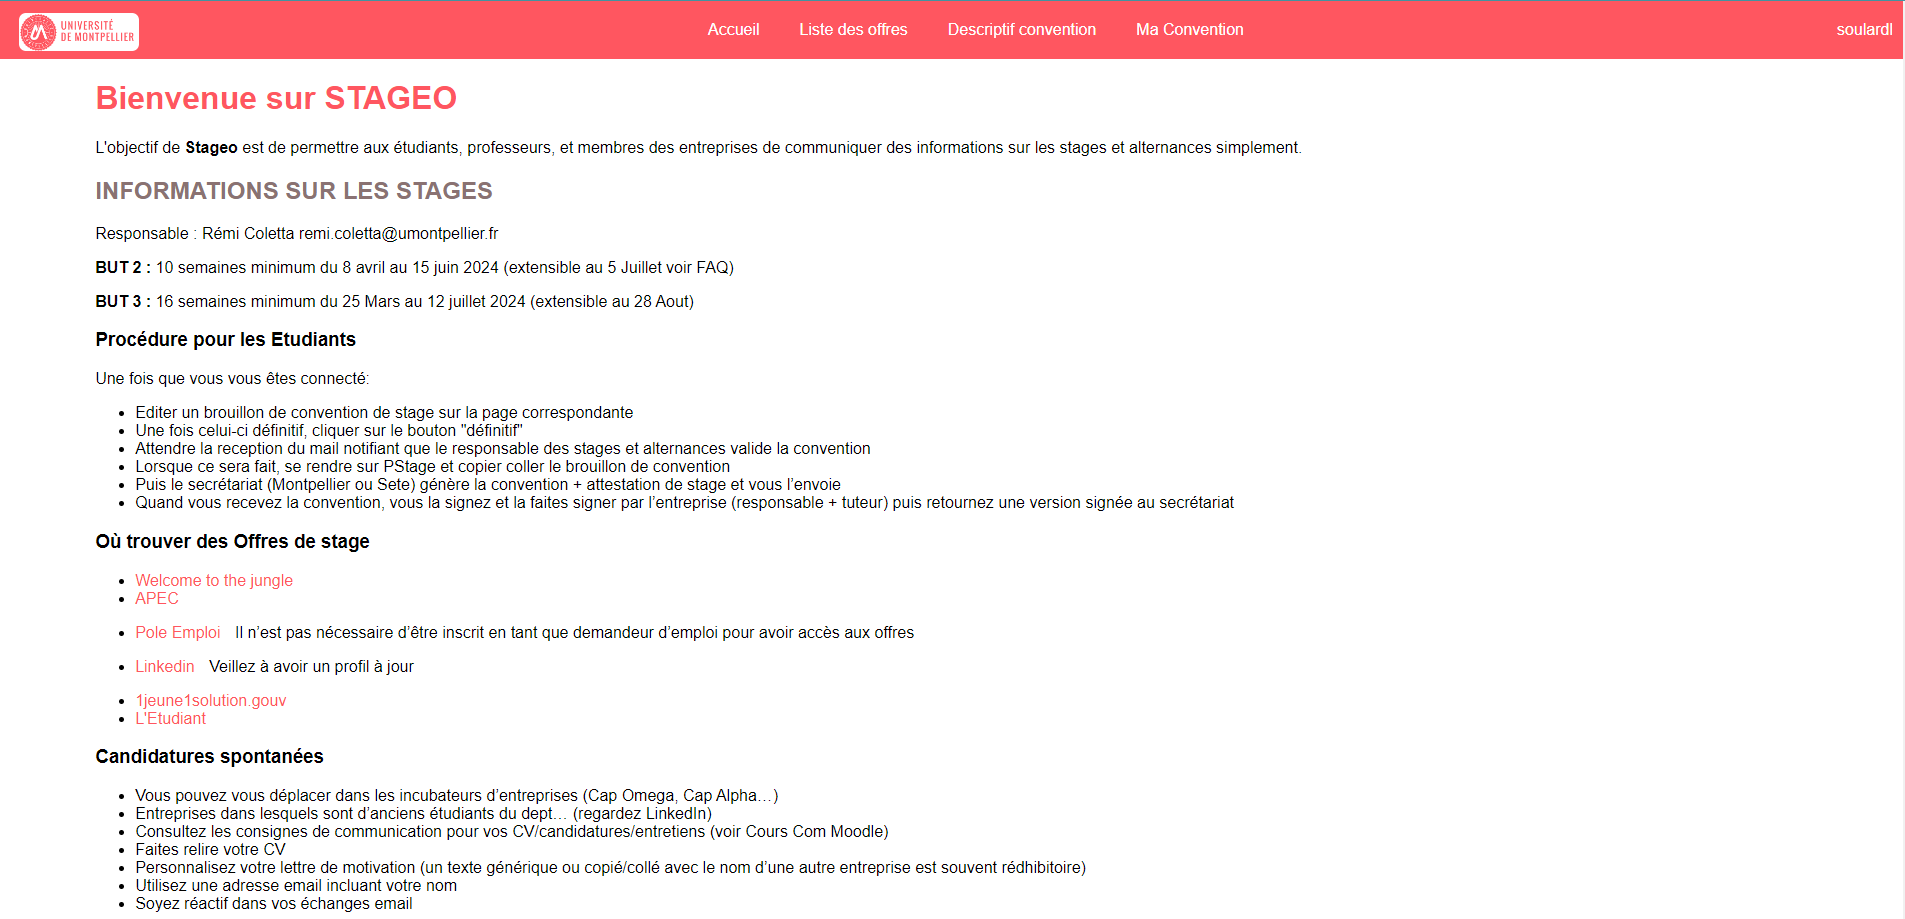 UNIVERSITÉ
DE MONTPELLIER
Accueil
Liste des offres
Descriptif convention
Ma Convention
soulardl
Bienvenue sur STAGEO
L'objectif de Stageo est de permettre aux étudiants, professeurs, et membres des entreprises de communiquer des informations sur les stages et alternances simplement.
INFORMATIONS SUR LES STAGES
Responsable : Rémi Coletta remi.coletta@umontpellier.fr
BUT 2 : 10 semaines minimum du 8 avril au 15 juin 2024 (extensible au 5 Juillet voir FAQ)
BUT 3 : 16 semaines minimum du 25 Mars au 12 juillet 2024 (extensible au 28 Aout)
Procédure pour les Etudiants
Une fois que vous vous êtes connecté:
• Editer un brouillon de convention de stage sur la page correspondante
• Une fois celui-ci définitif, cliquer sur le bouton "définitif"
• Attendre la reception du mail notifiant que le responsable des stages et alternances valide la convention
• Lorsque ce sera fait, se rendre sur PStage et copier coller le brouillon de convention
• Puis le secrétariat (Montpellier ou Sete) génère la convention + attestation de stage et vous l’envoie
• Quand vous recevez la convention, vous la signez et la faites signer par l’entreprise (responsable + tuteur) puis retournez une version signée au secrétariat
Où trouver des Offres de stage
• Welcome to the jungle
• APEC
• Pole Emploi Il n’est pas nécessaire d’être inscrit en tant que demandeur d’emploi pour avoir accès aux offres
• Linkedin Veillez à avoir un profil à jour
• 1jeune1solution.gouv
• L'Etudiant
Candidatures spontanées
• Vous pouvez vous déplacer dans les incubateurs d’entreprises (Cap Omega, Cap Alpha…)
• Entreprises dans lesquels sont d’anciens étudiants du dept… (regardez LinkedIn)
• Consultez les consignes de communication pour vos CV/candidatures/entretiens (voir Cours Com Moodle)
• Faites relire votre CV
• Personnalisez votre lettre de motivation (un texte générique ou copié/collé avec le nom d’une autre entreprise est souvent rédhibitoire)
• Utilisez une adresse email incluant votre nom
• Soyez réactif dans vos échanges email